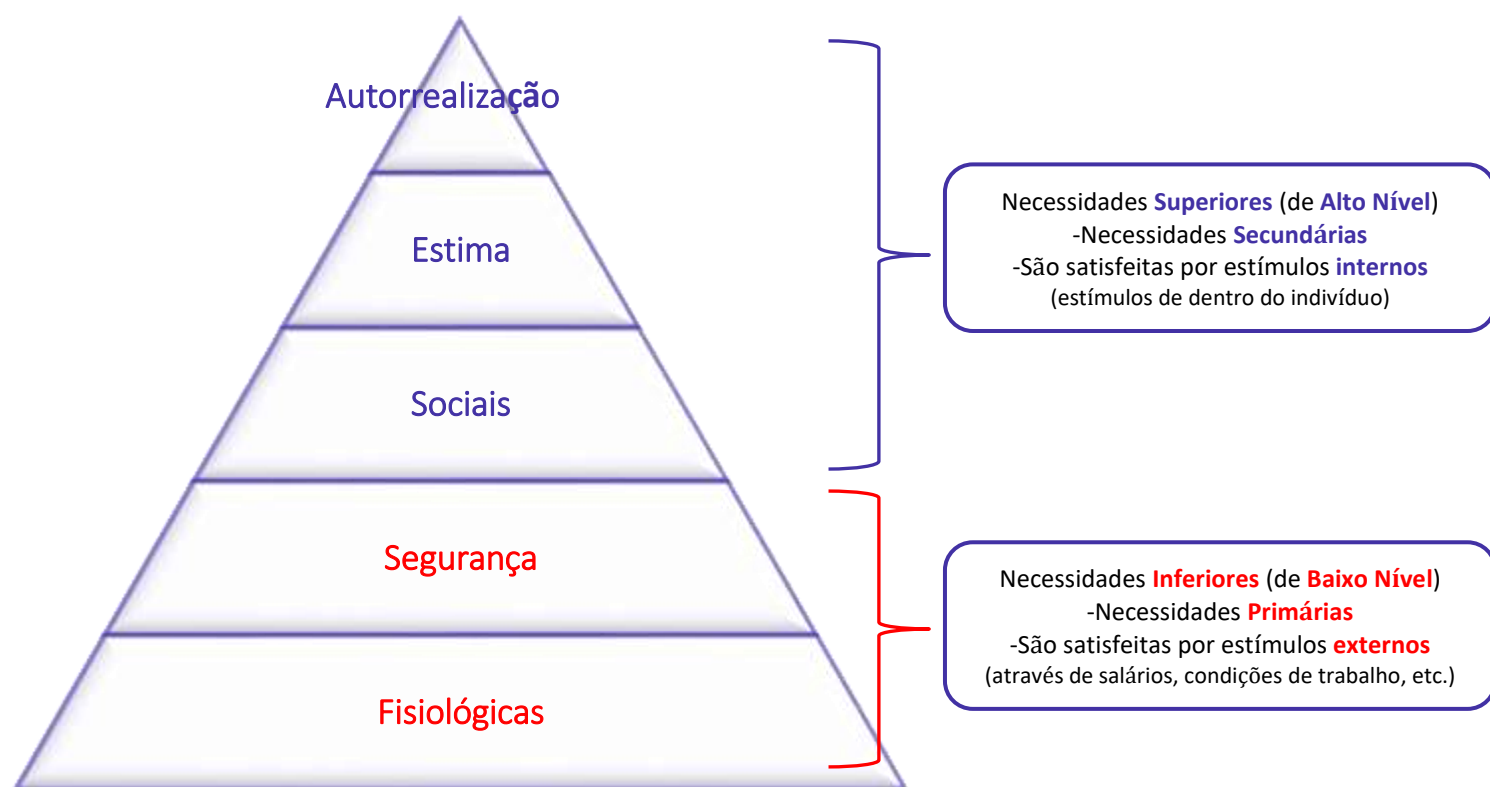 Autorrealização
Estima
Sociais
Segurança
Fisiológicas
Necessidades Superiores (de Alto Nível)
-Necessidades Secundárias
-São satisfeitas por estímulos internos
(estímulos de dentro do indivíduo)
Necessidades Inferiores (de Baixo Nível)
-Necessidades Primárias
-São satisfeitas por estímulos externos
(através de salários, condições de trabalho, etc.)